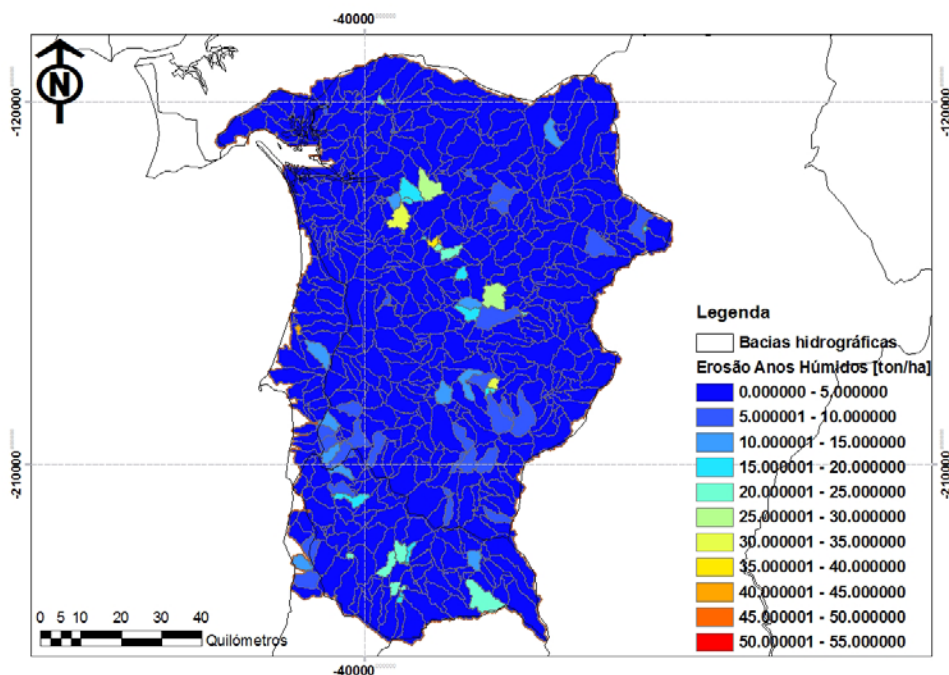 -40000
N
-120000
-120000
Legenda
Bacias hidrográficas
Erosão Anos Húmidos [ton/ha]
0.000000 - 5.000000
5.000001 - 10.000000
10.000001 - 15.000000
15.000001 - 20.000000
20.000001 - 25.000000
25.000001 - 30.000000
30.000001 - 35.000000
35.000001 - 40.000000
40.000001 - 45.000000
45.000001 - 50.000000
50.000001 - 55.000000
-210000
-210000
0 5 10 20 30 40
Quilómetros
-40000